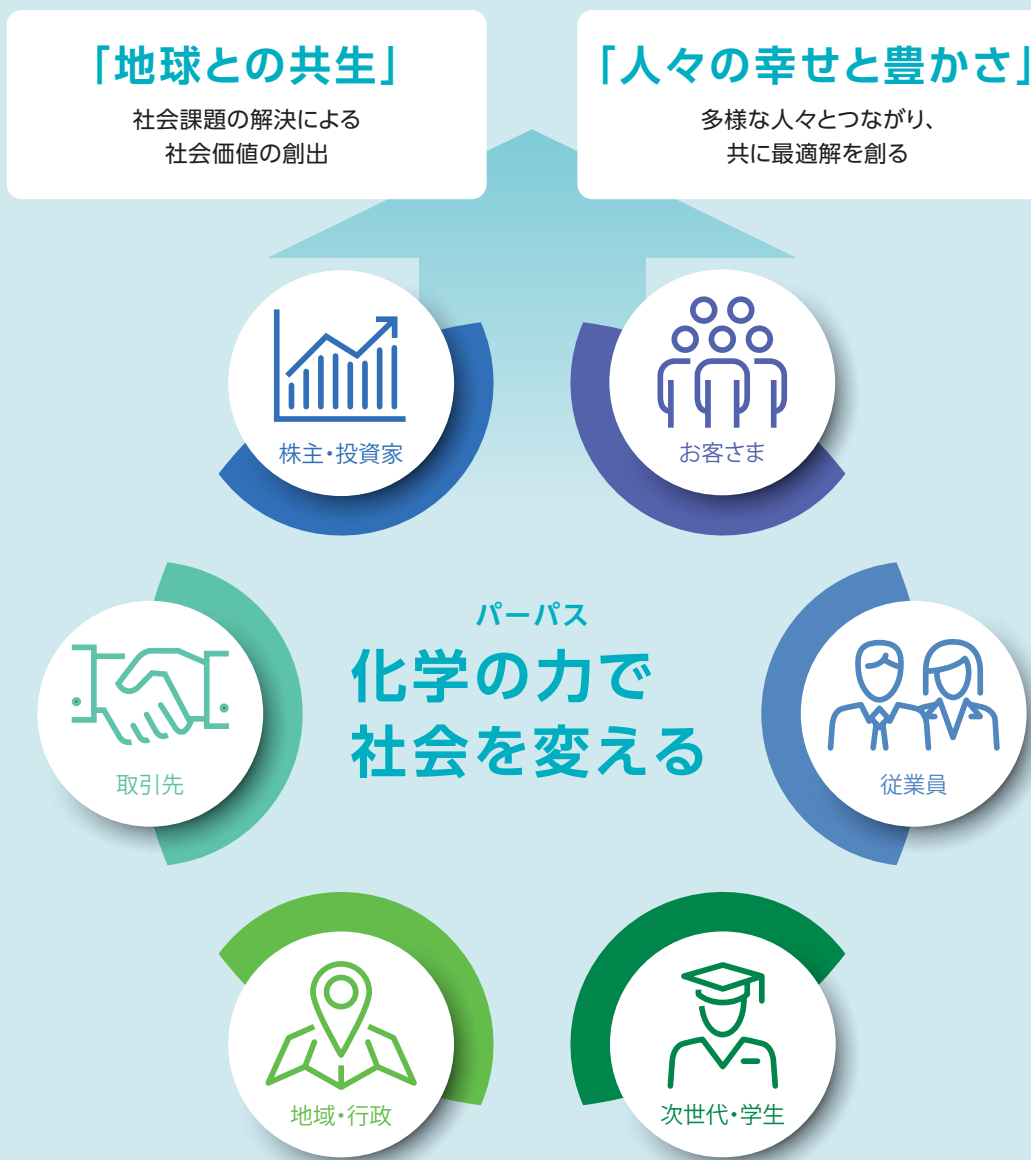 「地球との共生」
社会課題の解決による
社会価値の創出
「人々の幸せと豊かさ」
多様な人々とつながり、
共に最適解を創る
株主・投資家
お客さま
パーパス
化学の力で
社会を変える
取引先
従業員
地域・行政
次世代・学生